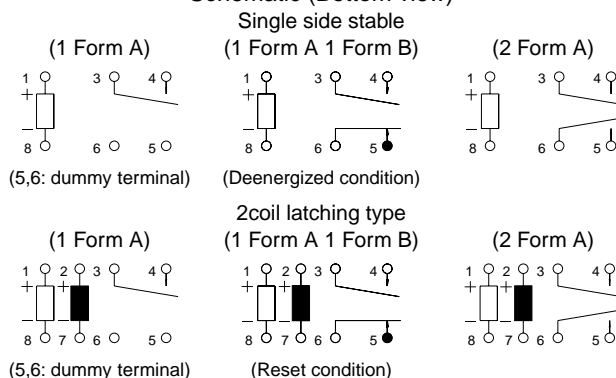 Schematic (Bottom view)
Single side stable
(1 Form A) (1 Form A 1 Form B) (2 Form A)
1 3 4 1 3 4 1 3 4
+ + +
– – –
8 6 5 8 6 5 8 6 5
(5,6: dummy terminal) (Deenergized condition)
2coil latching type
(1 Form A) (1 Form A 1 Form B) (2 Form A)
1 2 3 4 1 2 3 4 1 2 3 4
+ + + + + +
– – – – – –
8 7 6 5 8 7 6 5 8 7 6 5
(5,6: dummy terminal) (Reset condition)